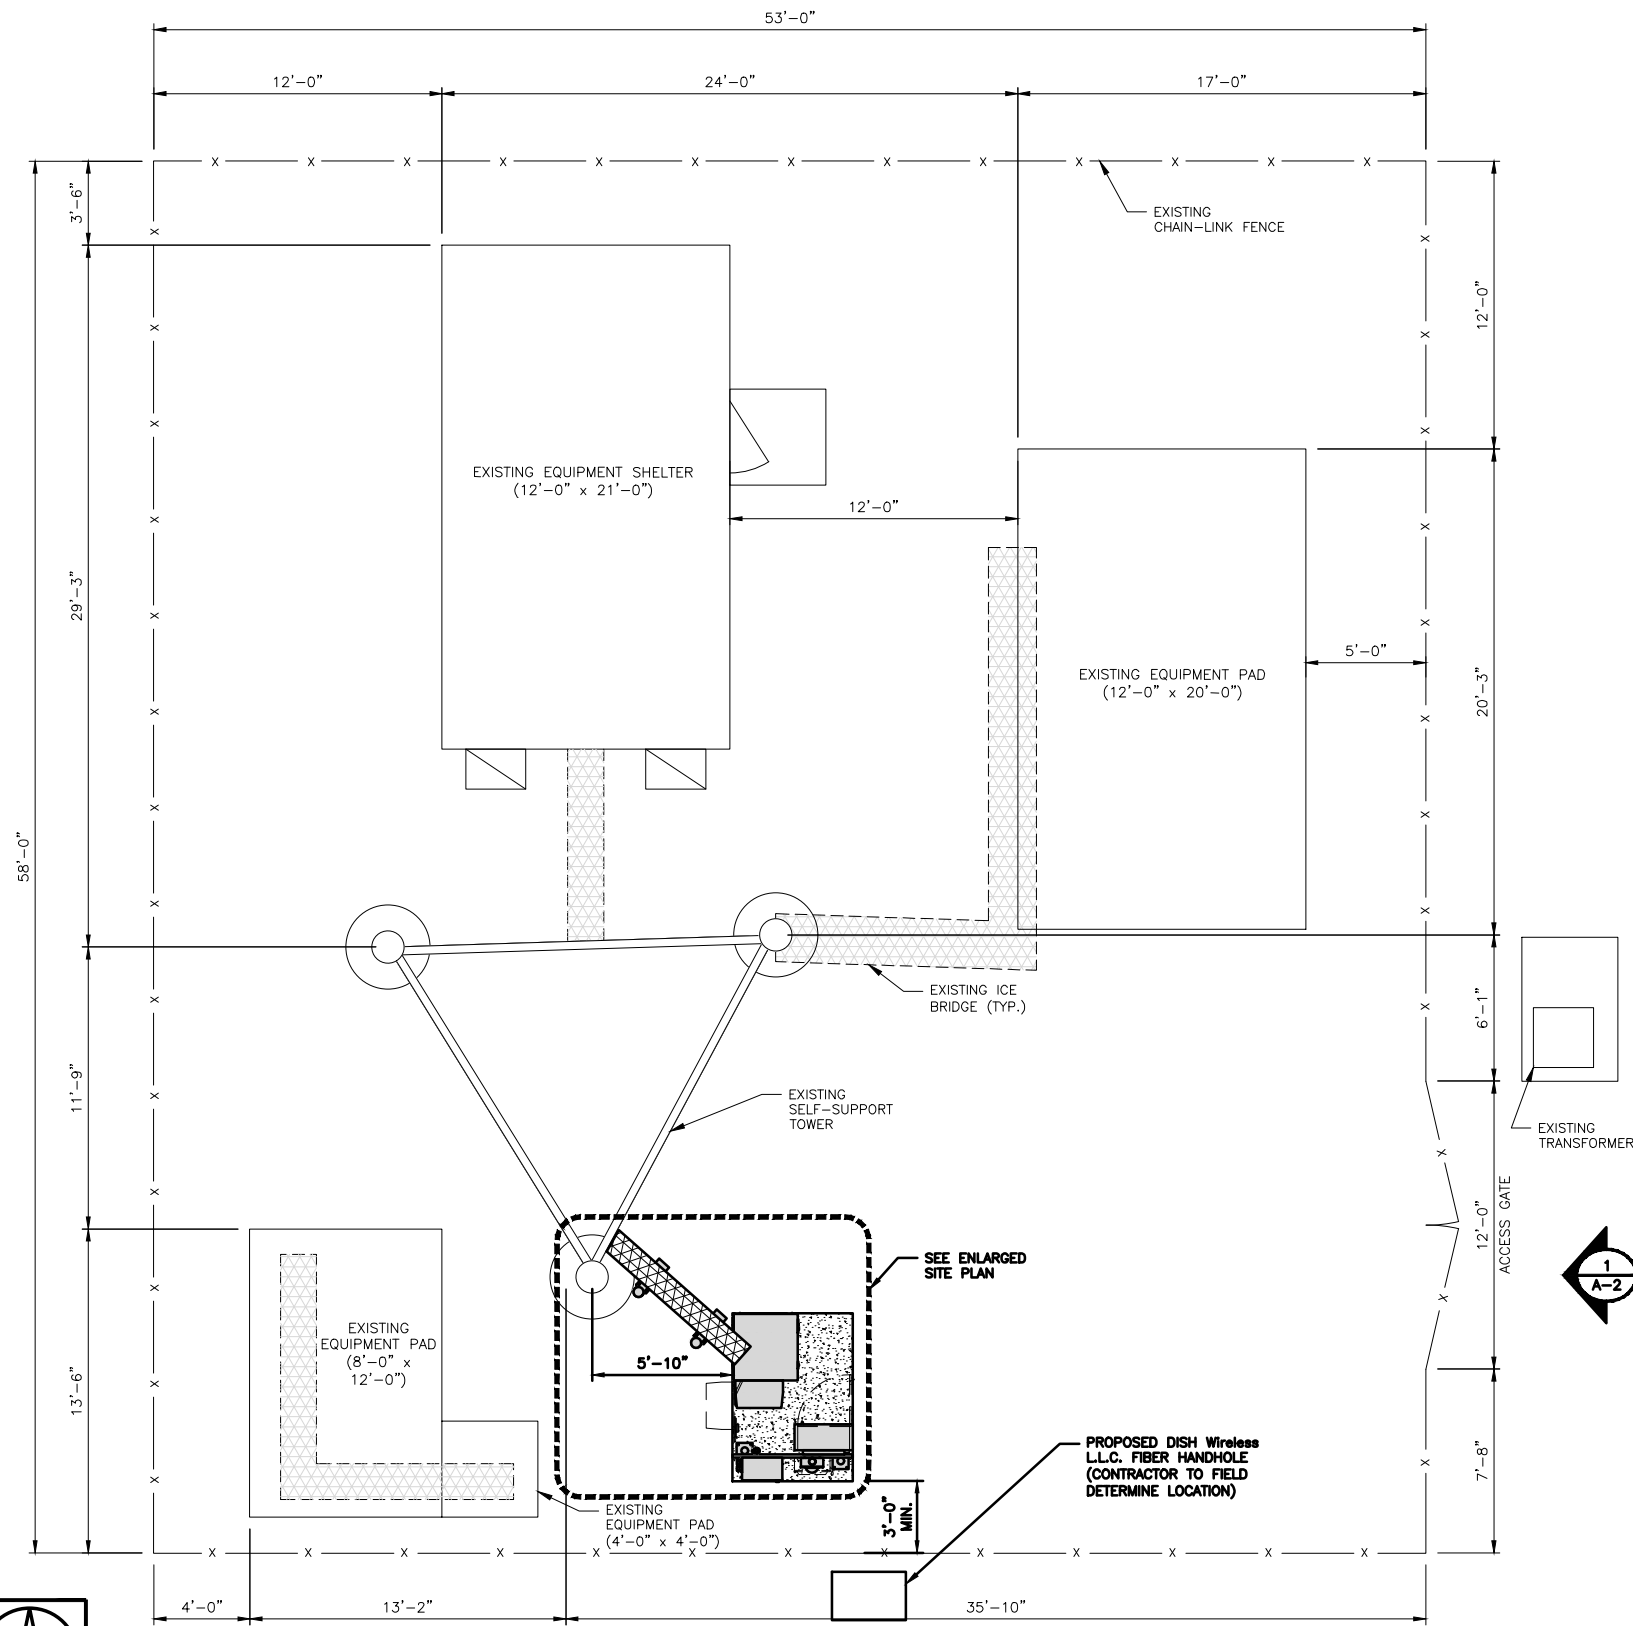 53'-0"
12'-0"
24'-0"
17'-0"
3'-6"
EXISTING
CHAIN-LINK FENCE
12'-0"
EXISTING EQUIPMENT SHELTER
(12'-0" x 21'-0")
12'-0"
29'-3"
5'-0"
EXISTING EQUIPMENT PAD
(12'-0" x 20'-0")
20'-3"
58'-0"
EXISTING ICE
BRIDGE (TYP.)
6'-1"
11'-9"
EXISTING
SELF-SUPPORT
TOWER
EXISTING
TRANSFORMER
12'-0"
ACCESS GATE
SEE ENLARGED
SITE PLAN
1
A-2
EXISTING
EQUIPMENT PAD
(8'-0" x
12'-0")
5'-10"
13'-6"
PROPOSED DISH Wireless
L.L.C. FIBER HANDHOLE
(CONTRACTOR TO FIELD
DETERMINE LOCATION)
7'-8"
EXISTING
EQUIPMENT PAD
(4'-0" x 4'-0")
3'-0"
MIN.
4'-0"
13'-2"
35'-10"
X X X X X X X X X X X X X
X X X X X X X X X X X X X